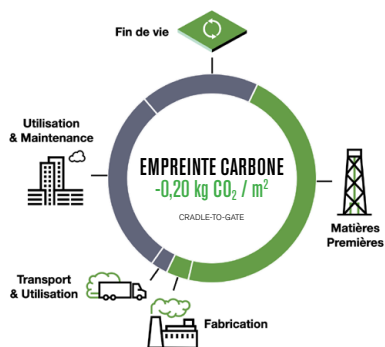 Fin de vie
Utilisation
& Maintenance
EMPREINTE CARBONE
-0,20 kg CO₂ / m²
CRADLE-TO-GATE
Matières
Premières
Transport
& Utilisation
Fabrication